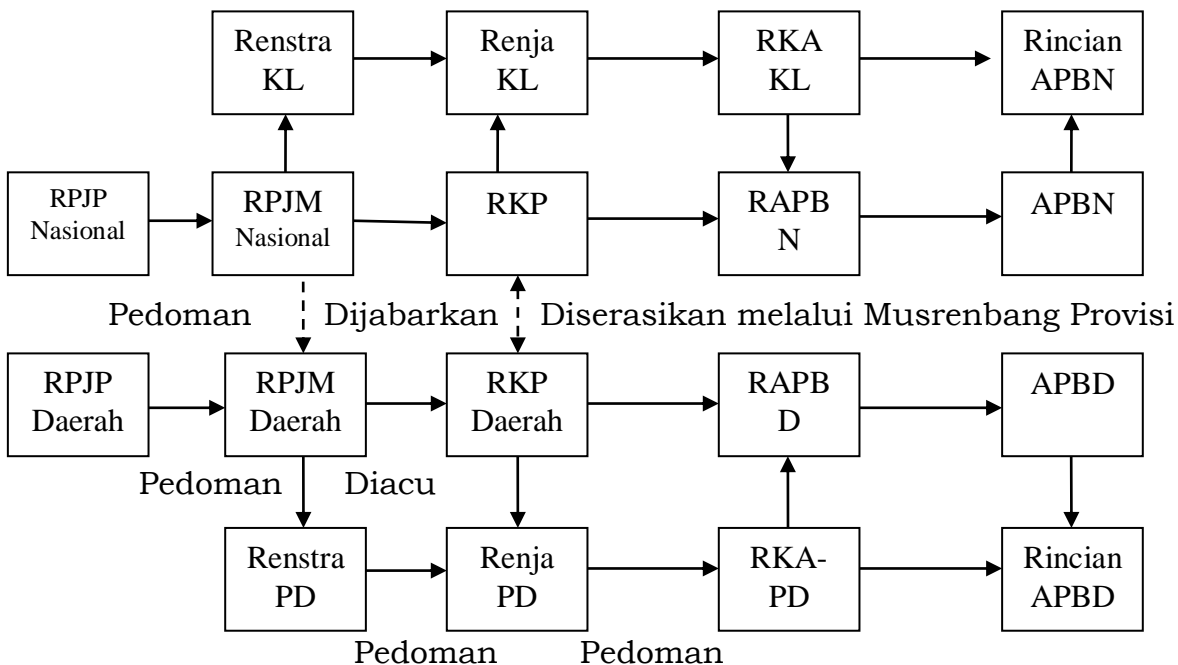 Renstra
KL
Renja
KL
RKA
KL
Rincian
APBN
RPJP
Nasional
RPJM
Nasional
RKP
RAPB
N
APBN
Pedoman
Dijabarkan
Diserasikan melalui Musrenbang Provisi
RPJP
Daerah
RPJM
Daerah
RKP
Daerah
RAPB
D
APBD
Pedoman
Diacu
Renstra
PD
Renja
PD
RKA-
PD
Rincian
APBD
Pedoman
Pedoman